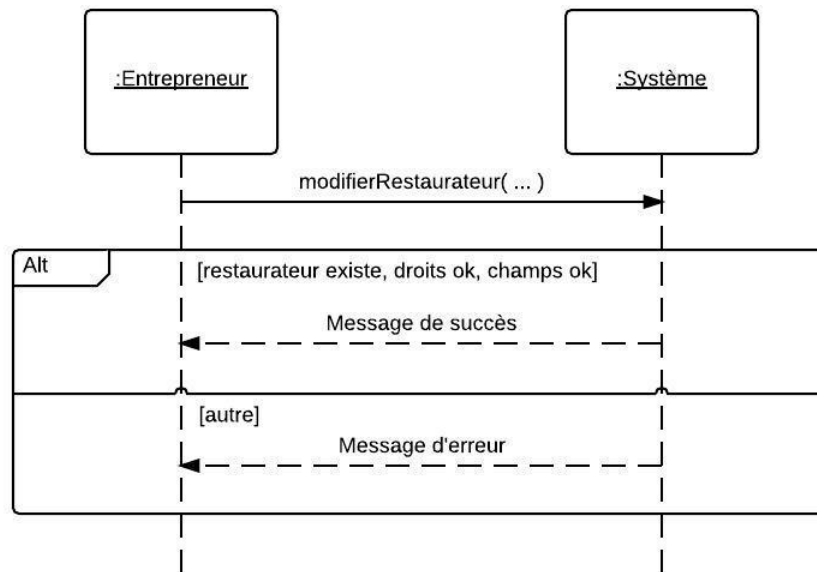 :Entrepreneur
:Système
modifierRestaurateur( ... )
Alt
[restaurateur existe, droits ok, champs ok]
Message de succès
[autre]
Message d'erreur